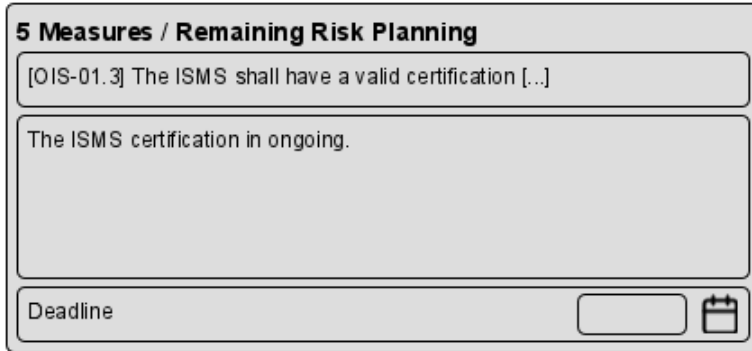 5 Measures / Remaining Risk Planning
[OIS-01.3] The ISMS shall have a valid certification [...]
The ISMS certification in ongoing.
Deadline